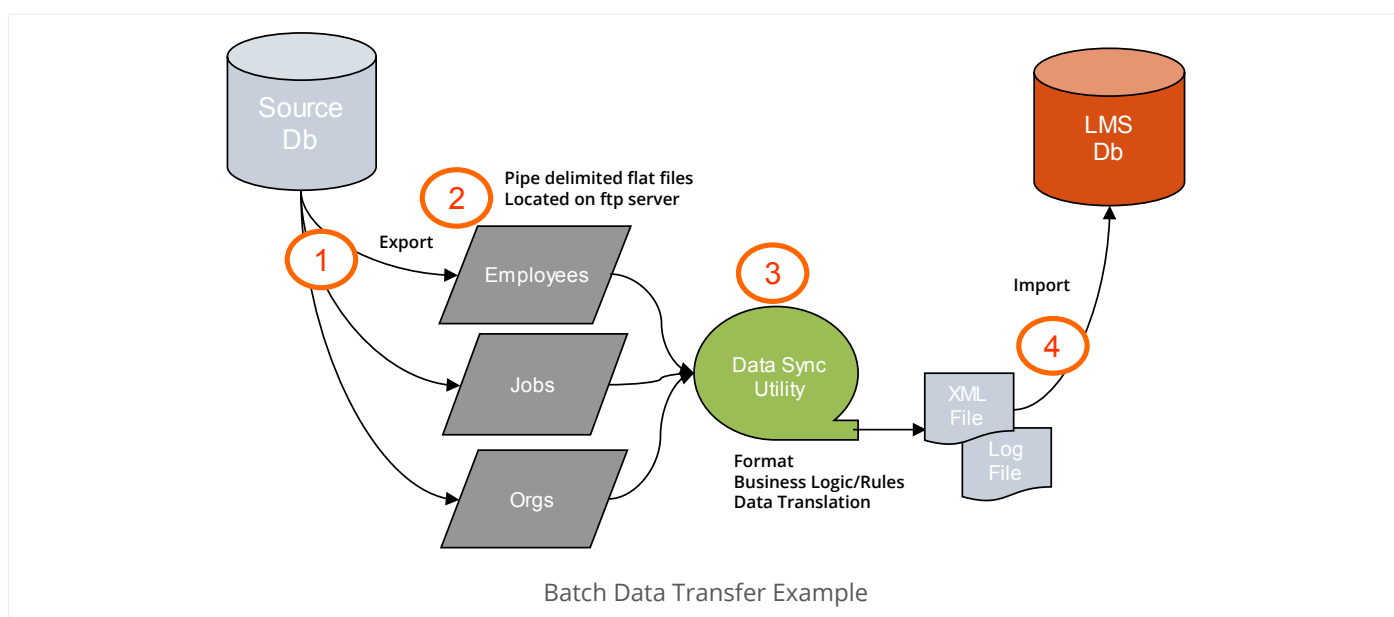 Source
Db
LMS
Db
2
Pipe delimited flat files
Located on ftp server
1
Export
Employees
3
Import
4
Data Sync
Utility
Jobs
XML
File
Log
File
Format
Business Logic/Rules
Data Translation
Orgs
Batch Data Transfer Example